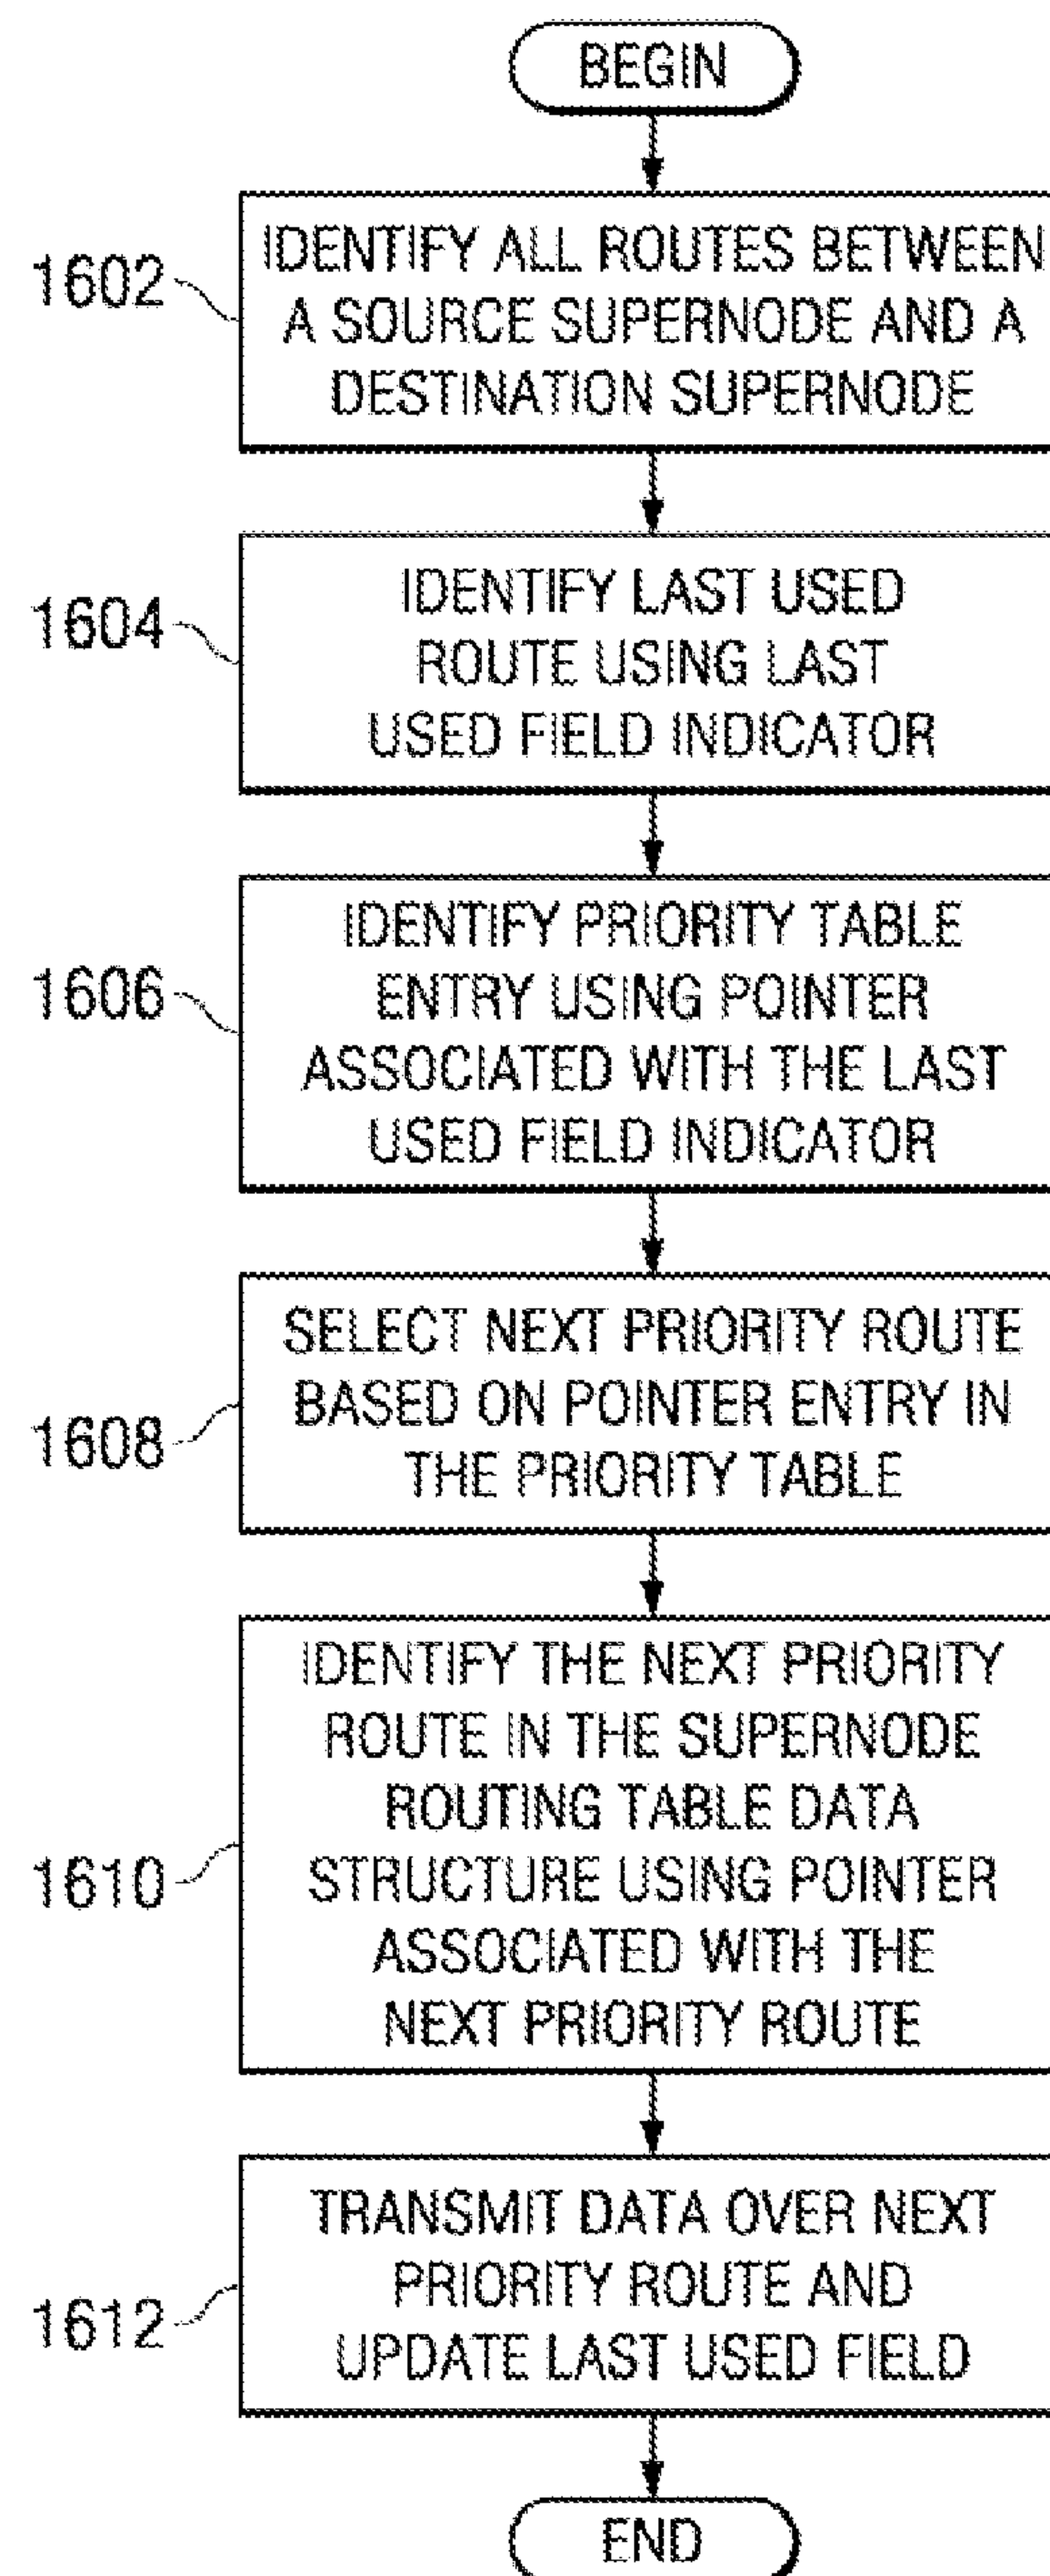 BEGIN
1602
IDENTIFY ALL ROUTES BETWEEN
A SOURCE SUPERNODE AND A
DESTINATION SUPERNODE
1604
IDENTIFY LAST USED
ROUTE USING LAST
USED FIELD INDICATOR
1606
IDENTIFY PRIORITY TABLE
ENTRY USING POINTER
ASSOCIATED WITH THE LAST
USED FIELD INDICATOR
1608
SELECT NEXT PRIORITY ROUTE
BASED ON POINTER ENTRY IN
THE PRIORITY TABLE
1610
IDENTIFY THE NEXT PRIORITY
ROUTE IN THE SUPERNODE
ROUTING TABLE DATA
STRUCTURE USING POINTER
ASSOCIATED WITH THE
NEXT PRIORITY ROUTE
1612
TRANSMIT DATA OVER NEXT
PRIORITY ROUTE AND
UPDATE LAST USED FIELD
END